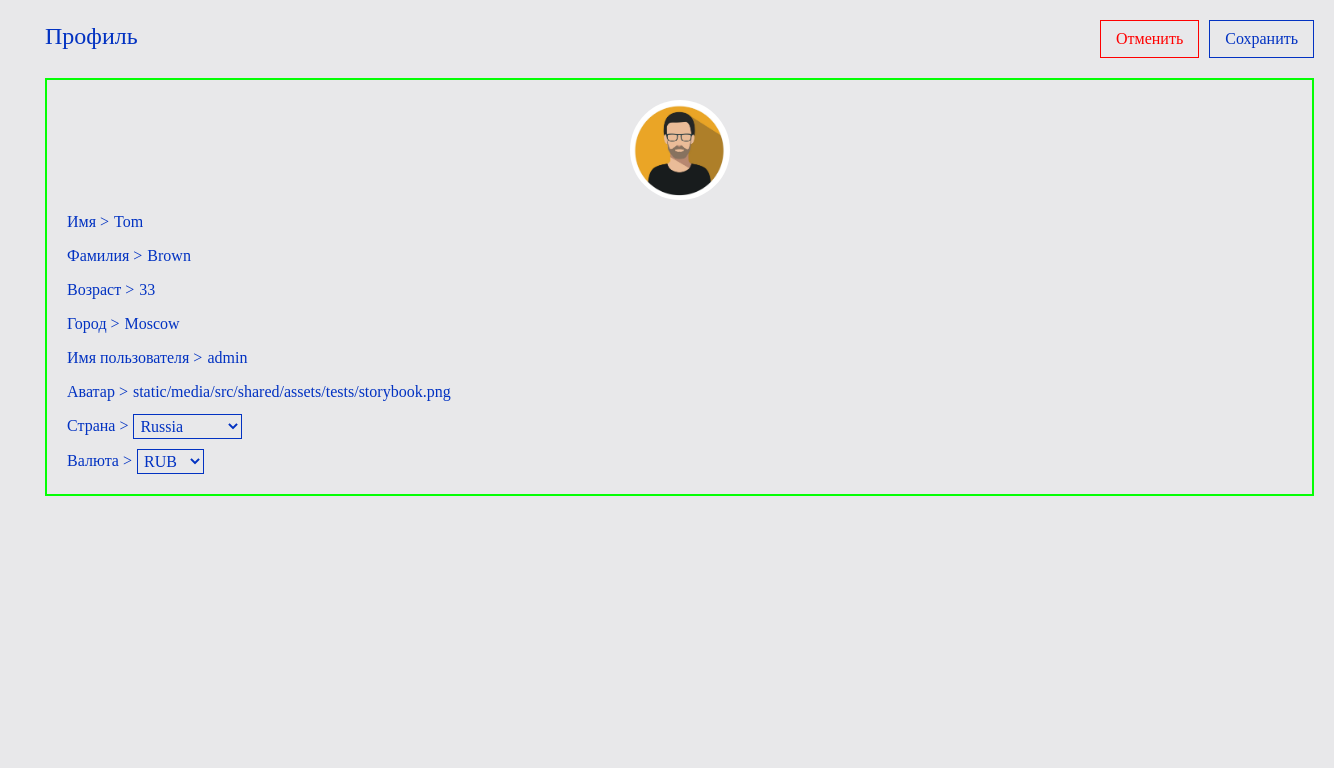 Профиль
Отменить
Сохранить
Имя > Tom
Фамилия > Brown
Возраст > 33
Город > Moscow
Имя пользователя > admin
Аватар > static/media/src/shared/assets/tests/storybook.png
Страна > Russia
Валюта > RUB